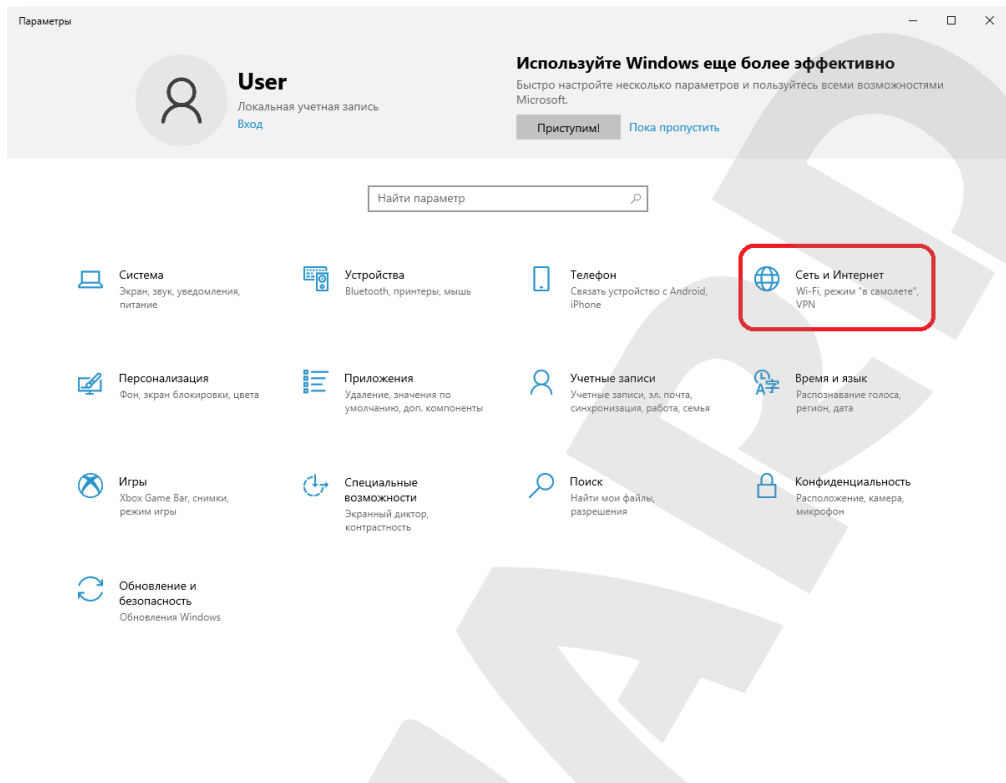 Параметры
User
Локальная учетная запись
Вход
Используйте Windows еще более эффективно
Быстро настройте несколько параметров и пользуйтесь всеми возможностями
Microsoft.
Приступим!
Пока пропустить
Найти параметр
Система
Экран, звук, уведомления,
питание
Устройства
Bluetooth, принтеры, мышь
Телефон
Связать устройство с Android,
iPhone
Сеть и Интернет
Wi-Fi, режим "в самолете",
VPN
Персонализация
Фон, экран блокировки, цвета
Приложения
Удаление, значения по
умолчанию, доп. компоненты
Учетные записи
Учетные записи, эл. почта,
синхронизация, работа, семья
Время и язык
Распознавание голоса,
регион, дата
Игры
Xbox Game Bar, снимки,
режим игры
Специальные
возможности
Экранный диктор,
контрастность
Поиск
Найти мои файлы,
разрешения
Конфиденциальность
Расположение, камера,
микрофон
Обновление и
безопасность
Обновления Windows